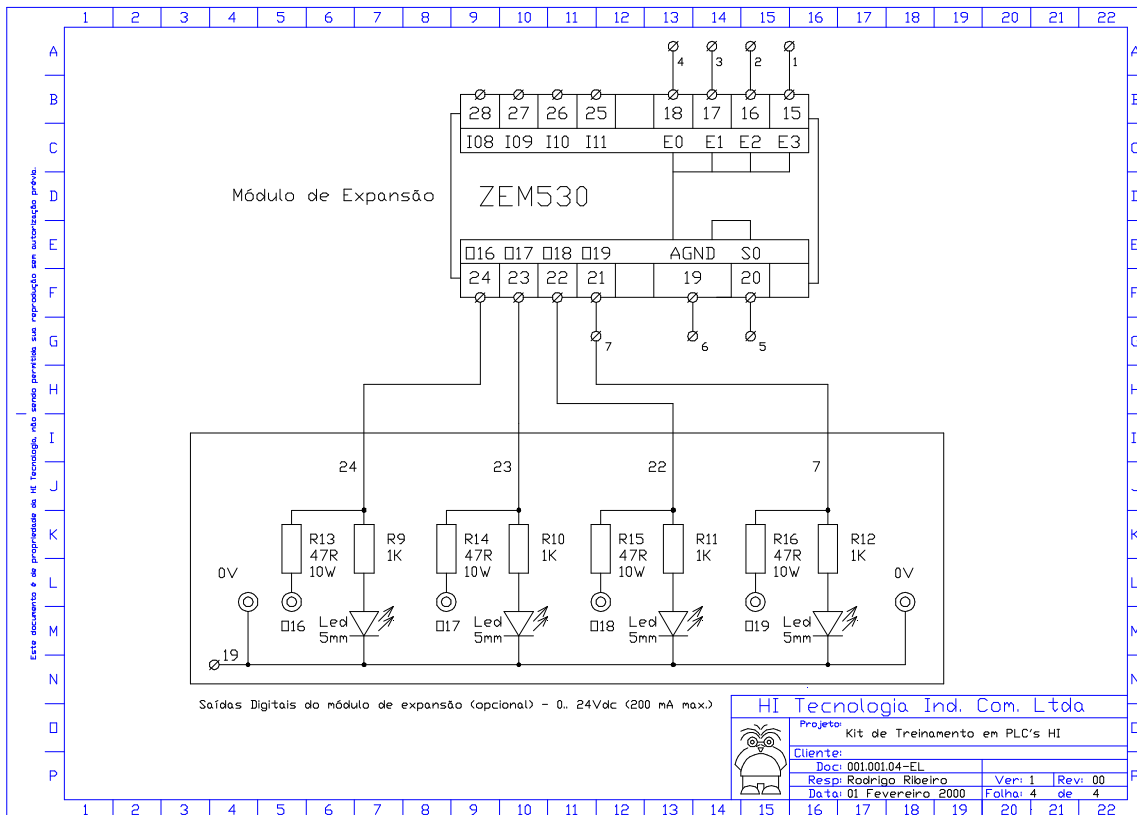 1 2 3 4 5 6 7 8 9 10 11 12 13 14 15 16 17 18 19 20 21 22
A A
B B
C C
D D
E E
F F
G G
H H
I I
J J
K K
L L
M M
N N
O O
P P
Este documento é de propriedade da HI Tecnologia, não sendo permitida sua reprodução sem autorização prévia.
4 3 2 1
28 27 26 25 18 17 16 15
I08 I09 I10 I11 E0 E1 E2 E3
Módulo de Expansão ZEM530
O16 O17 O18 O19 AGND S0
24 23 22 21 19 20
7 6 5
24 23 22 7
R13 47R 10W
R9 1K
R14 47R 10W
R10 1K
R15 47R 10W
R11 1K
R16 47R 10W
R12 1K
0V 0V
O16 Led 5mm
O17 Led 5mm
O18 Led 5mm
O19 Led 5mm
19
Saídas Digitais do módulo de expansão (opcional) - 0.. 24Vdc (200 mA max.)
HI Tecnologia Ind. Com. Ltda
Projeto: Kit de Treinamento em PLC's HI
Cliente:
Doc: 001.001.04-EL
Resp: Rodrigo Ribeiro Ver: 1 Rev: 00
Data: 01 Fevereiro 2000 Folha: 4 de 4
1 2 3 4 5 6 7 8 9 10 11 12 13 14 15 16 17 18 19 20 21 22